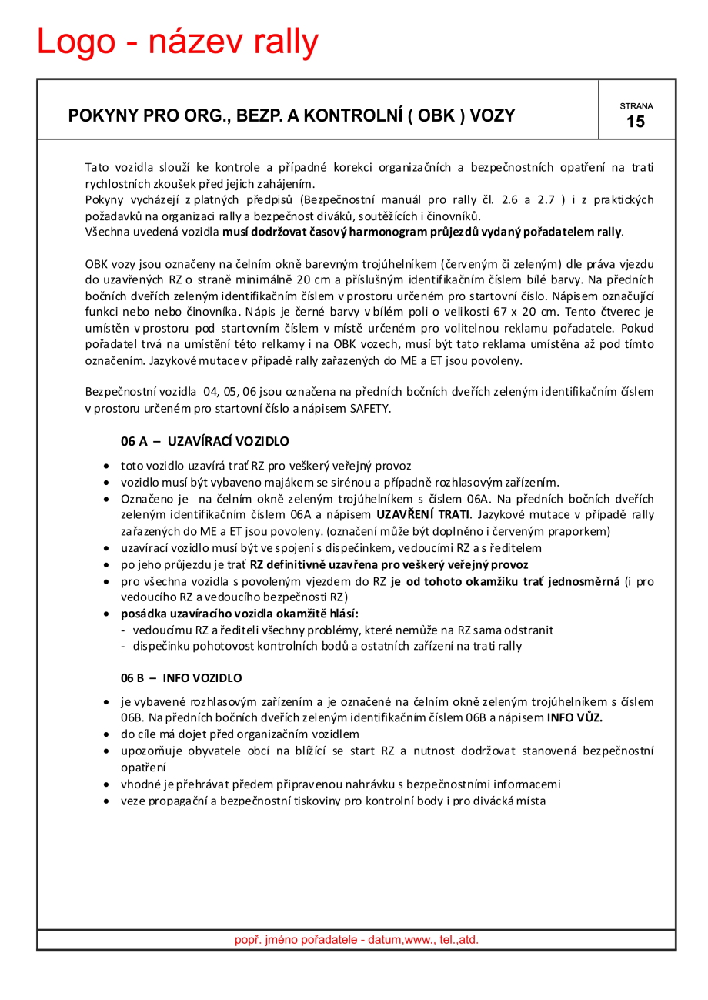 Logo - název rally
POKYNY PRO ORG., BEZP. A KONTROLNÍ ( OBK ) VOZY
STRANA
15
Tato vozidla slouží ke kontrole a případné korekci organizačních a bezpečnostních opatření na trati
rychlostních zkoušek před jejich zahájením.
Pokyny vycházejí z platných předpisů (Bezpečnostní manuál pro rally čl. 2.6 a 2.7 ) i z praktických
požadavků na organizaci rally a bezpečnost diváků, soutěžících i činovníků.
Všechna uvedená vozidla musí dodržovat časový harmonogram průjezdů vydaný pořadatelem rally.
OBK vozy jsou označeny na čelním okně barevným trojúhelníkem (červeným či zeleným) dle práva vjezdu
do uzavřených RZ o straně minimálně 20 cm a příslušným identifikačním číslem bílé barvy. Na předních
bočních dveřích zeleným identifikačním číslem v prostoru určeném pro startovní číslo. Nápisem označující
funkci nebo nebo činovníka. Nápis je černé barvy v bílém poli o velikosti 67 x 20 cm. Tento čtverec je
umístěn v prostoru pod startovním číslem v místě určeném pro volitelnou reklamu pořadatele. Pokud
pořadatel trvá na umístění této relkamy i na OBK vozech, musí být tato reklama umístěna až pod tímto
označením. Jazykové mutace v případě rally zařazených do ME a ET jsou povoleny.
Bezpečnostní vozidla 04, 05, 06 jsou označena na předních bočních dveřích zeleným identifikačním číslem
v prostoru určeném pro startovní číslo a nápisem SAFETY.
06 A – UZAVÍRACÍ VOZIDLO
• toto vozidlo uzavírá trať RZ pro veškerý veřejný provoz
• vozidlo musí být vybaveno majákem se sirénou a případně rozhlasovým zařízením.
• Označeno je na čelním okně zeleným trojúhelníkem s číslem 06A. Na předních bočních dveřích
zeleným identifikačním číslem 06A a nápisem UZAVŘENÍ TRATI. Jazykové mutace v případě rally
zařazených do ME a ET jsou povoleny. (označení může být doplněno i červeným praporkem)
• uzavírací vozidlo musí být ve spojení s dispečinkem, vedoucími RZ a s ředitelem
• po jeho průjezdu je trať RZ definitivně uzavřena pro veškerý veřejný provoz
• pro všechna vozidla s povoleným vjezdem do RZ je od tohoto okamžiku trať jednosměrná (i pro
vedoucího RZ a vedoucího bezpečnosti RZ)
• posádka uzavíracího vozidla okamžitě hlásí:
- vedoucímu RZ a řediteli všechny problémy, které nemůže na RZ sama odstranit
- dispečinku pohotovost kontrolních bodů a ostatních zařízení na trati rally
06 B – INFO VOZIDLO
• je vybavené rozhlasovým zařízením a je označené na čelním okně zeleným trojúhelníkem s číslem
06B. Na předních bočních dveřích zeleným identifikačním číslem 06B a nápisem INFO VŮZ.
• do cíle má dojet před organizačním vozidlem
• upozorňuje obyvatele obcí na blížící se start RZ a nutnost dodržovat stanovená bezpečnostní
opatření
• vhodné je přehrávat předem připravenou nahrávku s bezpečnostními informacemi
• veze propagační a bezpečnostní tiskoviny pro kontrolní body i pro divácká místa
popř. jméno pořadatele - datum,www., tel.,atd.